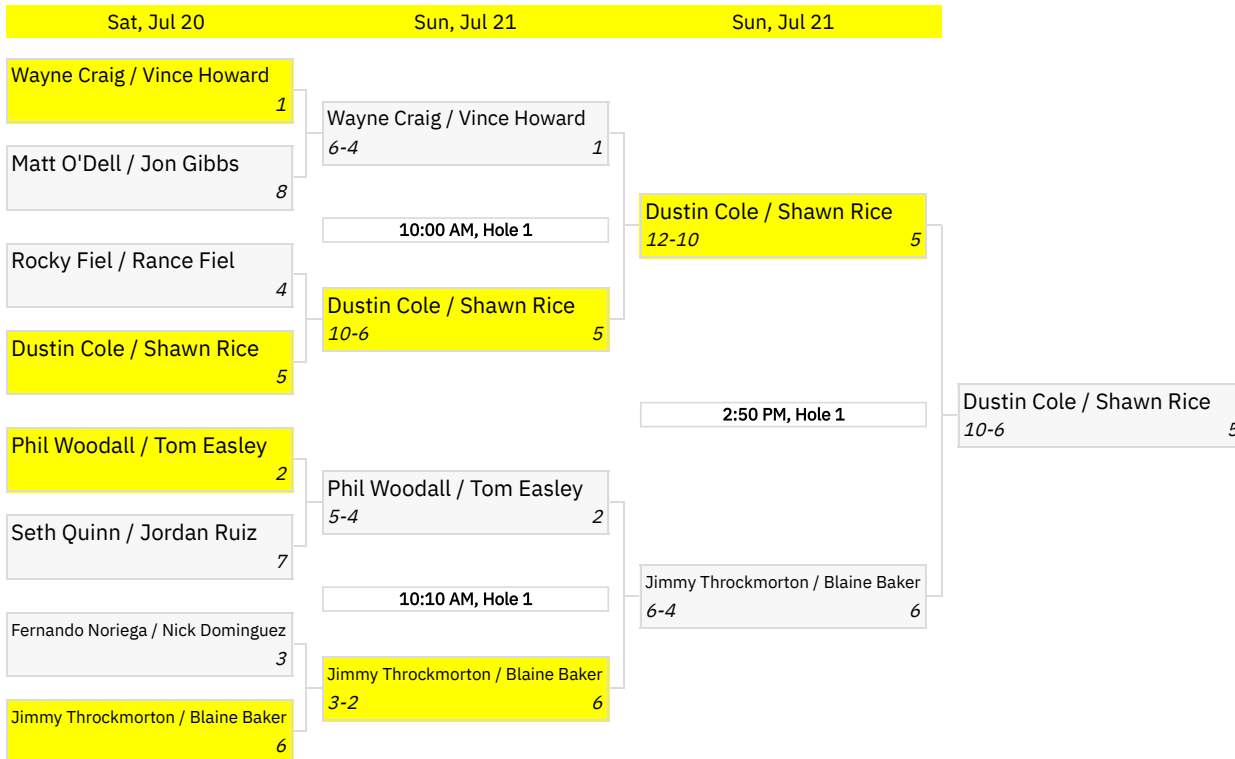 Sat, Jul 20
Sun, Jul 21
Sun, Jul 21
Wayne Craig / Vince Howard
1
Matt O'Dell / Jon Gibbs
8
Rocky Fiel / Rance Fiel
4
Dustin Cole / Shawn Rice
5
Phil Woodall / Tom Easley
2
Seth Quinn / Jordan Ruiz
7
Fernando Noriega / Nick Dominguez
3
Jimmy Throckmorton / Blaine Baker
6
Wayne Craig / Vince Howard
6-4 1
10:00 AM, Hole 1
Dustin Cole / Shawn Rice
10-6 5
Phil Woodall / Tom Easley
5-4 2
10:10 AM, Hole 1
Jimmy Throckmorton / Blaine Baker
3-2 6
Dustin Cole / Shawn Rice
12-10 5
2:50 PM, Hole 1
Jimmy Throckmorton / Blaine Baker
6-4 6
Dustin Cole / Shawn Rice
10-6 5